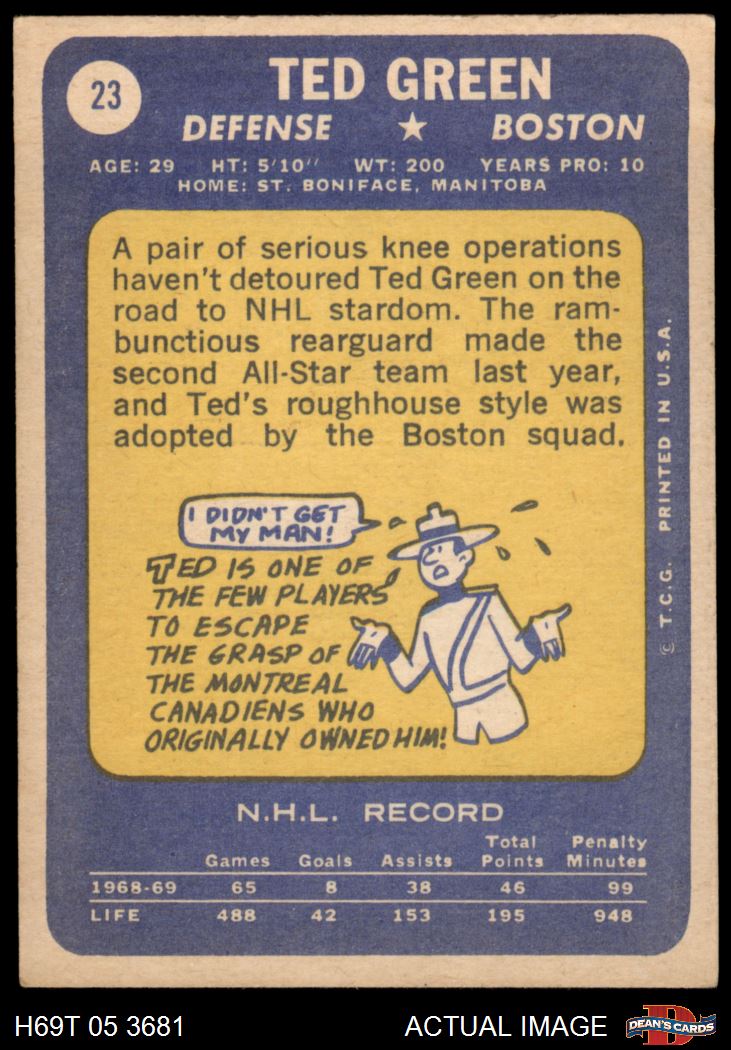 23
TED GREEN
DEFENSE ★ BOSTON
AGE: 29 HT: 5'10'' WT: 200 YEARS PRO: 10
HOME: ST. BONIFACE, MANITOBA
A pair of serious knee operations
haven't detoured Ted Green on the
road to NHL stardom. The ram-
bunctious rearguard made the
second All-Star team last year,
and Ted's roughhouse style was
adopted by the Boston squad.
I DIDN'T GET
MY MAN!
TED IS ONE OF
THE FEW PLAYERS
TO ESCAPE
THE GRASP OF
THE MONTREAL
CANADIENS WHO
ORIGINALLY OWNED HIM!
© T.C.G. PRINTED IN U.S.A.
N.H.L. RECORD
Games Goals Assists Total Points Penalty Minutes
1968-69 65 8 38 46 99
LIFE 488 42 153 195 948
H69T 05 3681 ACTUAL IMAGE
D
DEAN'S CARDS